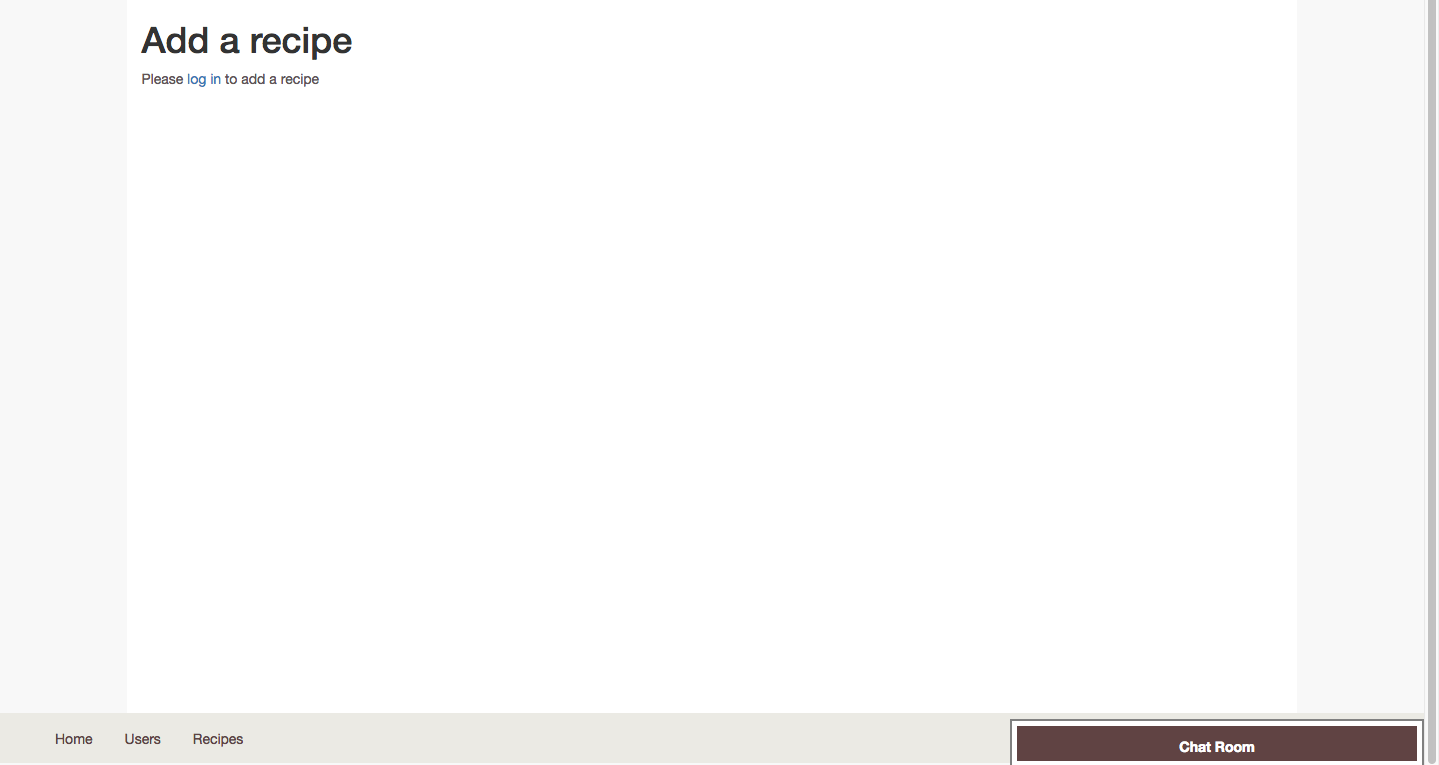 Add a recipe
Please log in to add a recipe
Home Users Recipes
Chat Room